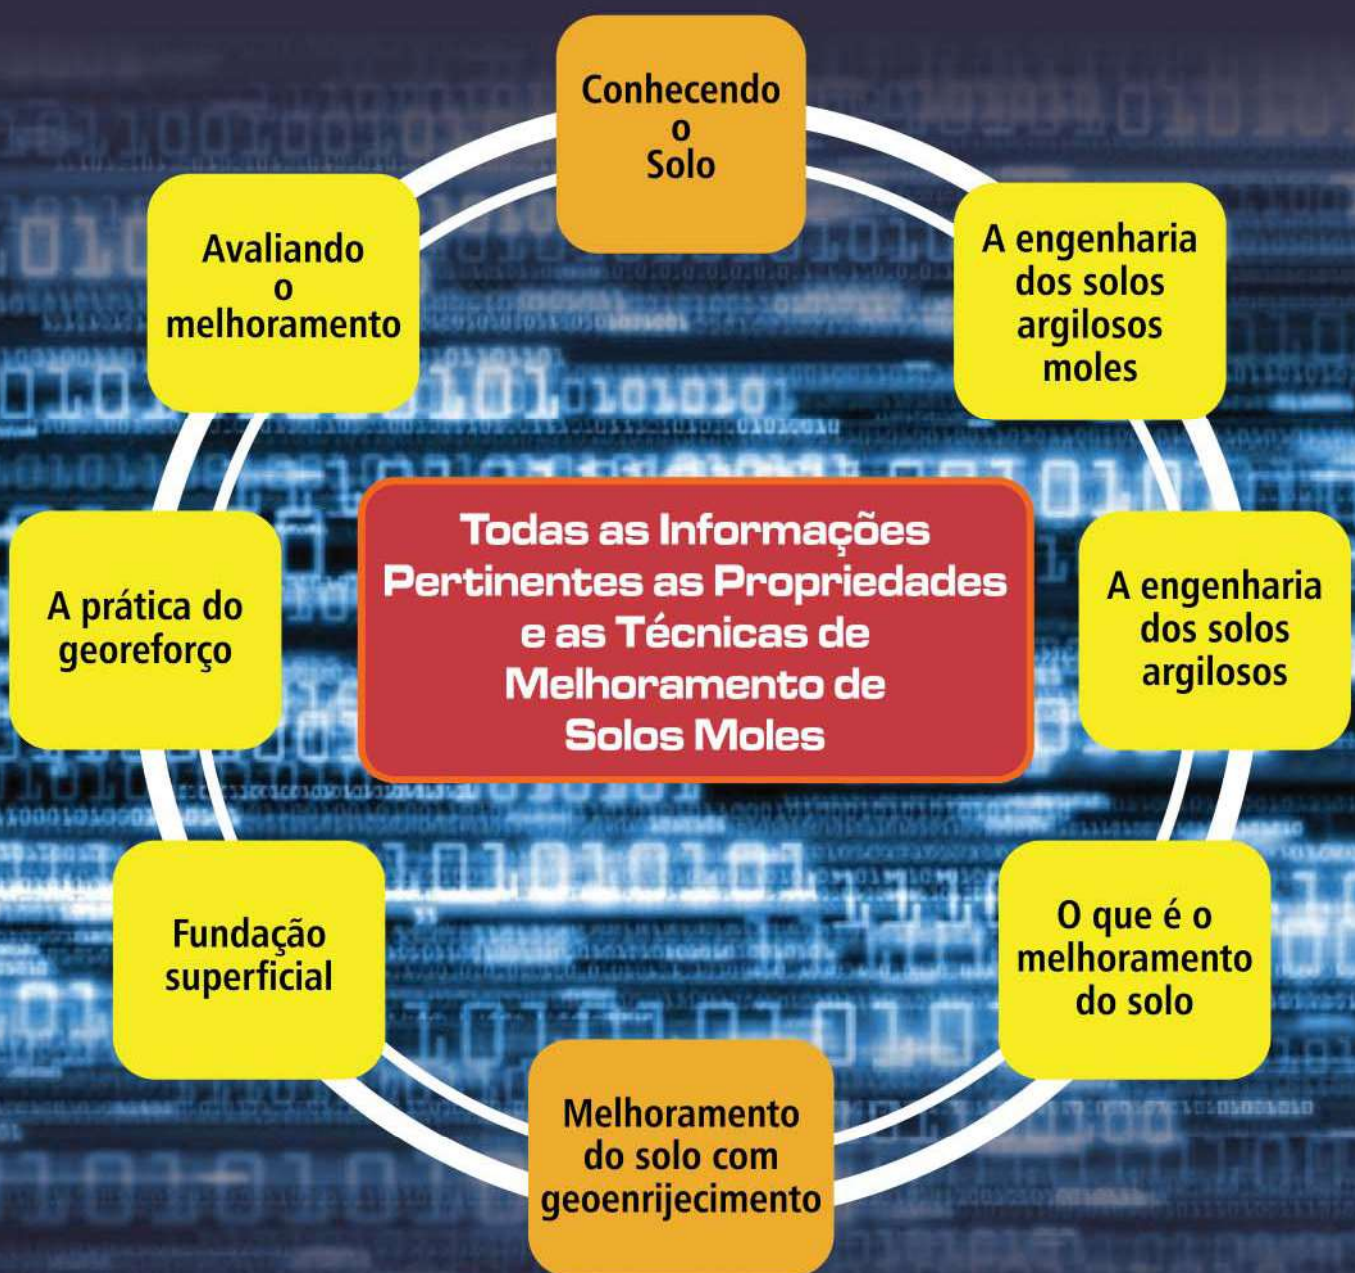 Conhecendo
o
Solo
A engenharia
dos solos
argilosos
moles
A engenharia
dos solos
argilosos
O que é o
melhoramento
do solo
Melhoramento
do solo com
geoenrijecimento
Fundação
superficial
A prática do
georeforço
Avaliando
o
melhoramento
Todas as Informações
Pertinentes as Propriedades
e as Técnicas de
Melhoramento de
Solos Moles